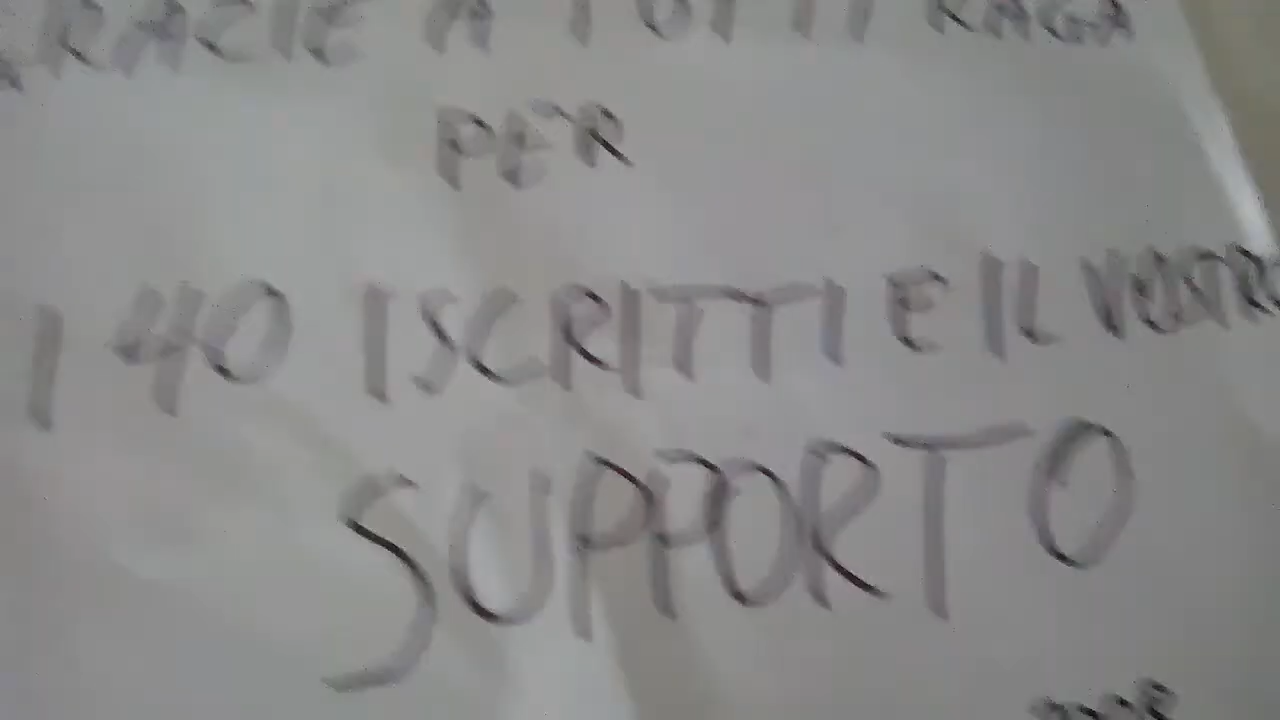 GRAZIE A TUTTI RAGA
PER
I 40 ISCRITTI E IL VOSTRO
SUPPORTO